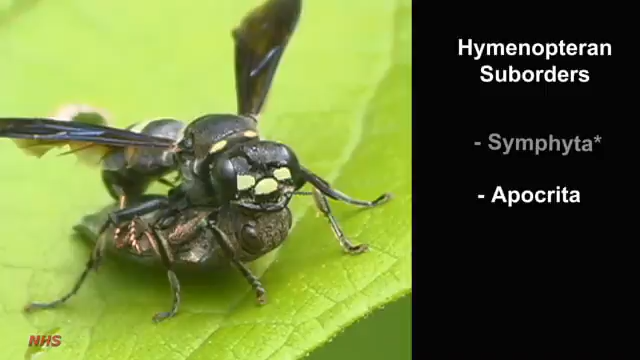 Hymenopteran
Suborders
- Symphyta*
- Apocrita
NHS